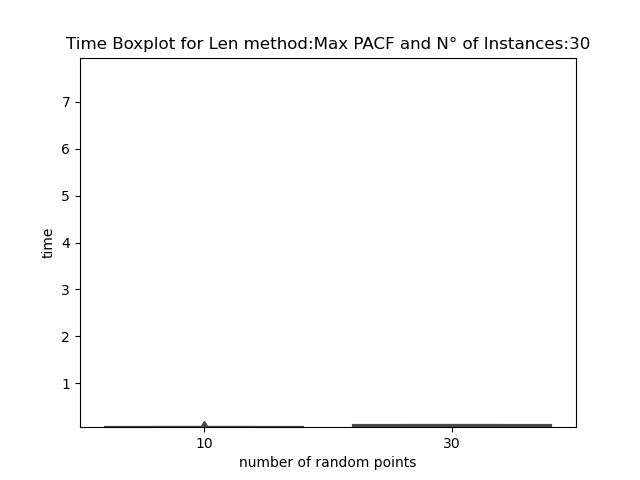 Time Boxplot for Len method:Max PACF and N° of Instances:30
7
6
5
4
3
2
1
time
10 30
number of random points